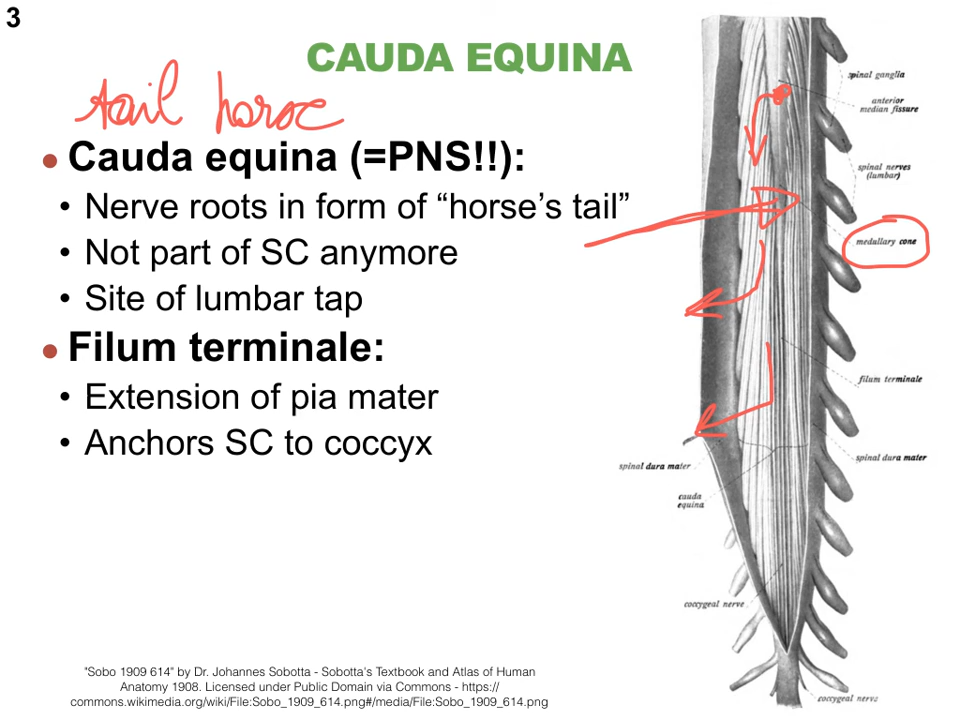 3
CAUDA EQUINA
tail horse
• Cauda equina (=PNS!!):
• Nerve roots in form of “horse’s tail”
• Not part of SC anymore
• Site of lumbar tap
• Filum terminale:
• Extension of pia mater
• Anchors SC to coccyx
spinal ganglia
anterior
median fissure
spinal nerves
(lumbar)
medullary cone
filum terminale
spinal dura mater
spinal dura mater
cauda
equina
coccygeal nerve
coccygeal nerve
"Sobo 1909 614" by Dr. Johannes Sobotta - Sobotta's Textbook and Atlas of Human
Anatomy 1908. Licensed under Public Domain via Commons - https://
commons.wikimedia.org/wiki/File:Sobo_1909_614.png#/media/File:Sobo_1909_614.png